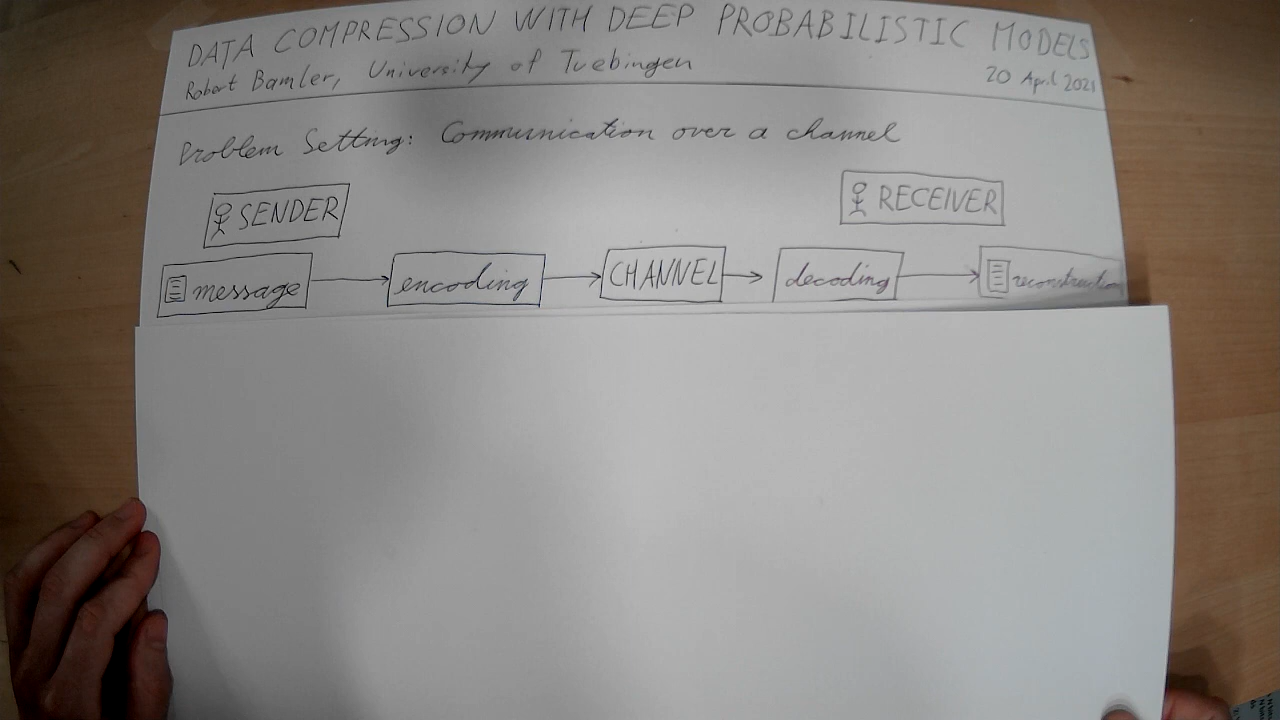 DATA COMPRESSION WITH DEEP PROBABILISTIC MODELS
Robert Bamler, University of Tuebingen
20 April 2021
Problem Setting: Communication over a channel
SENDER
RECEIVER
message
encoding
CHANNEL
decoding
reconstruction